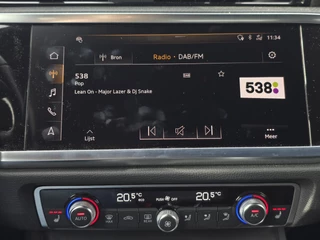 11:34
Bron
Radio • DAB/FM
538
Pop
Lean On - Major Lazer & Dj Snake
538
Lijst
Meer
20.5°C
OFF
20.5°C
AUTO
A/C